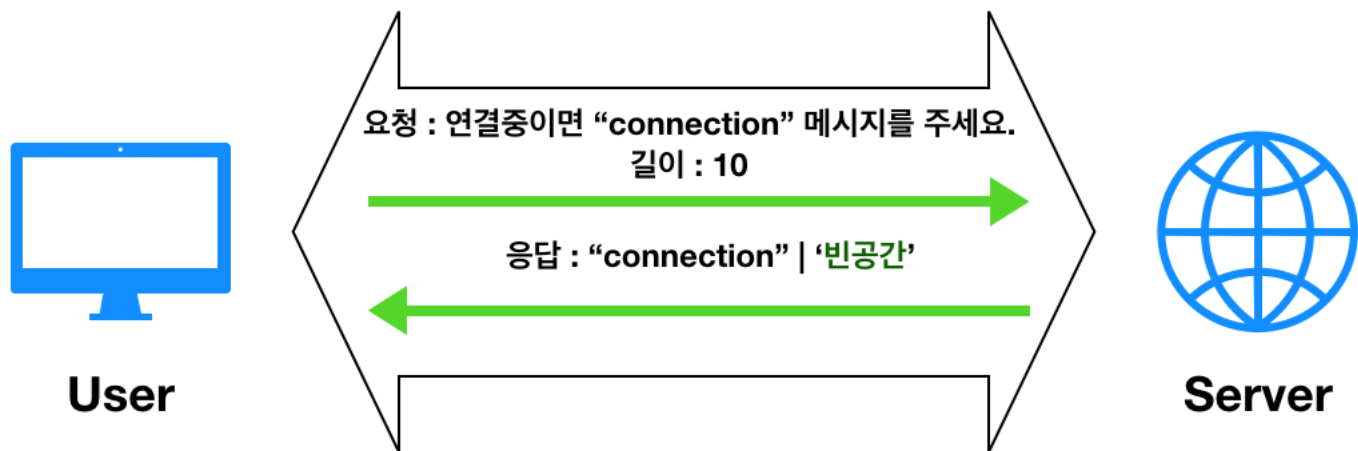 요청 : 연결중이면 “connection” 메시지를 주세요.
길이 : 10
응답 : “connection” | ‘빈공간’
User
Server